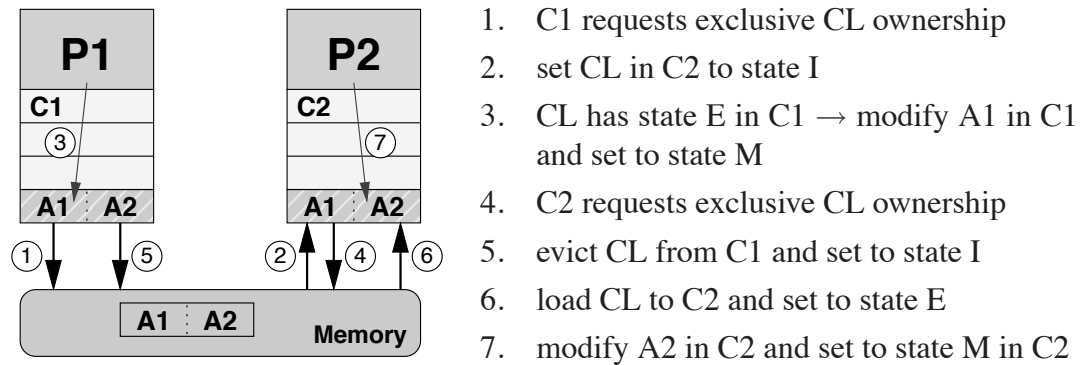 P1
P2
C1
C2
3
7
A1
A2
A1
A2
1
5
2
4
6
A1
A2
Memory
1. C1 requests exclusive CL ownership
2. set CL in C2 to state I
3. CL has state E in C1 → modify A1 in C1
and set to state M
4. C2 requests exclusive CL ownership
5. evict CL from C1 and set to state I
6. load CL to C2 and set to state E
7. modify A2 in C2 and set to state M in C2